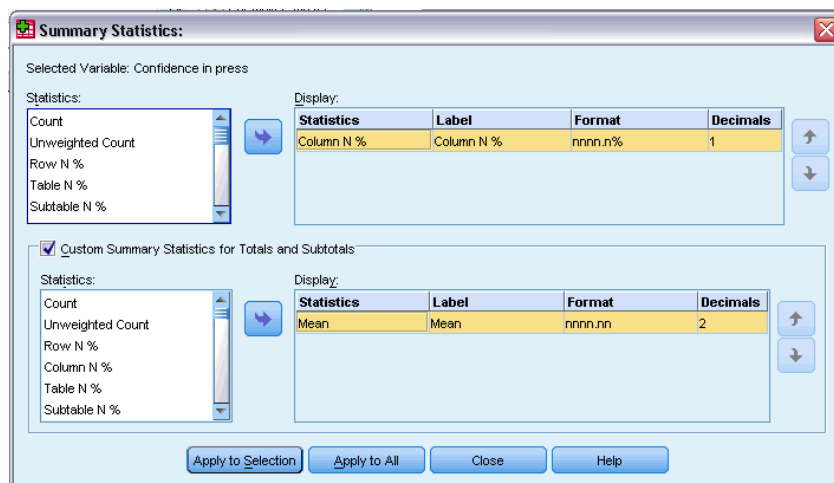 Summary Statistics:
Selected Variable: Confidence in press
Statistics:
Count
Unweighted Count
Row N %
Table N %
Subtable N %
Display:
Statistics Label Format Decimals
Column N % Column N % nnnn.n% 1
Custom Summary Statistics for Totals and Subtotals
Statistics:
Count
Unweighted Count
Row N %
Column N %
Table N %
Subtable N %
Display:
Statistics Label Format Decimals
Mean Mean nnnn.nn 2
Apply to Selection Apply to All Close Help